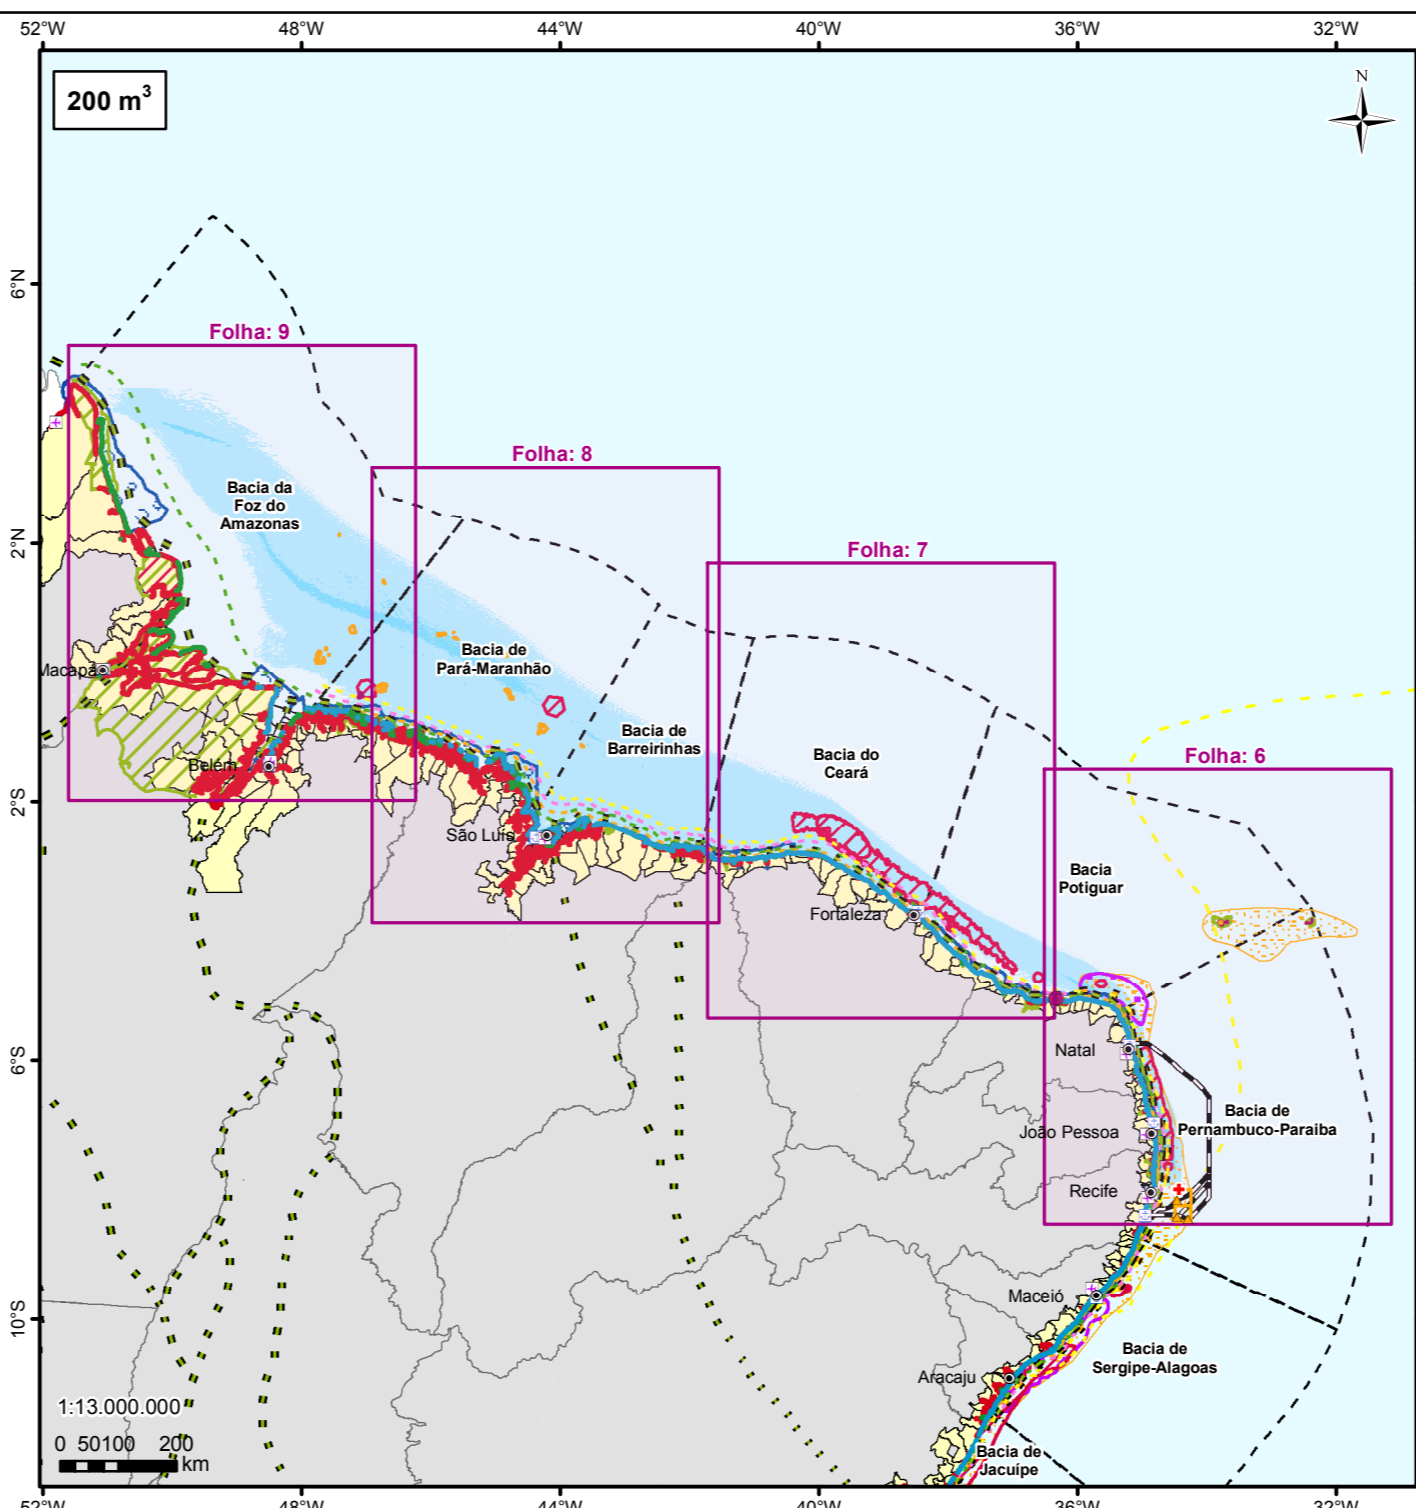 52°W 48°W 44°W 40°W 36°W 32°W
200 m³
N
6°N
Folha: 9
Folha: 8
Bacia da
Foz do
Amazonas
2°N
Folha: 7
Bacia de
Pará-Maranhão
Macapá
Bacia de
Barreirinhas
Bacia do
Ceará
Folha: 6
Belém
2°S
São Luís
Bacia
Potiguar
Fortaleza
Natal
6°S
Bacia de
Pernambuco-Paraiba
João Pessoa
Recife
Maceió
10°S
Bacia de
Sergipe-Alagoas
Aracaju
1:13.000.000
0 50100 200
km
Bacia de
Jacuípe
52°W 48°W 44°W 40°W 36°W 32°W